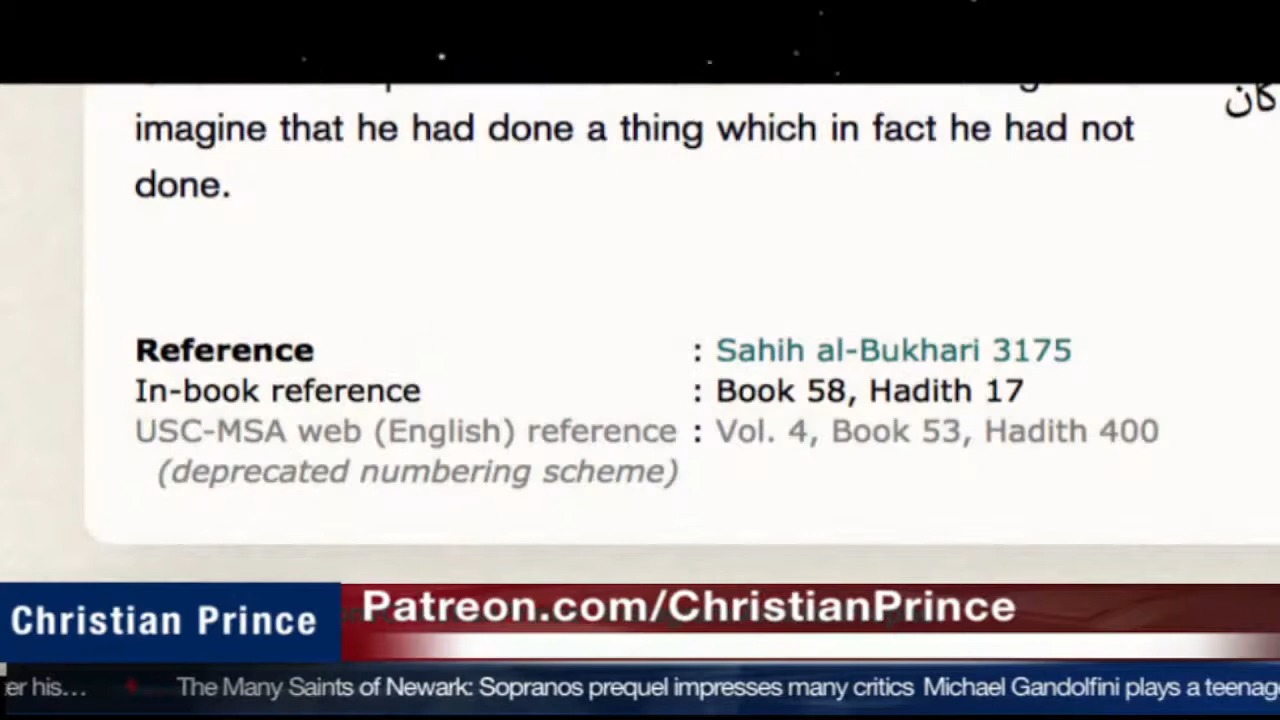 كان
imagine that he had done a thing which in fact he had not
done.
Reference : Sahih al-Bukhari 3175
In-book reference : Book 58, Hadith 17
USC-MSA web (English) reference : Vol. 4, Book 53, Hadith 400
(deprecated numbering scheme)
Christian Prince
Patreon.com/ChristianPrince
er his... The Many Saints of Newark: Sopranos prequel impresses many critics Michael Gandolfini plays a teenag